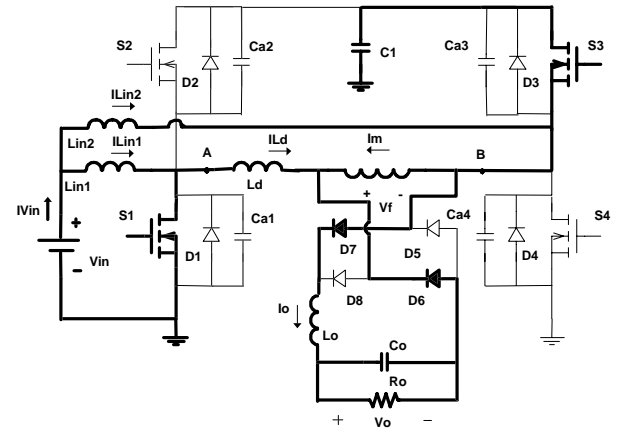 S2
Ca2
D2
C1
Ca3
S3
D3
ILin2
Lin2
ILin1
Lin1
A
ILd
Ld
Im
B
IVin
+
Vin
-
S1
D1
Ca1
+
-
Vf
D7
D5
Ca4
S4
D4
D8
D6
Io
Lo
Co
Ro
+
Vo
-